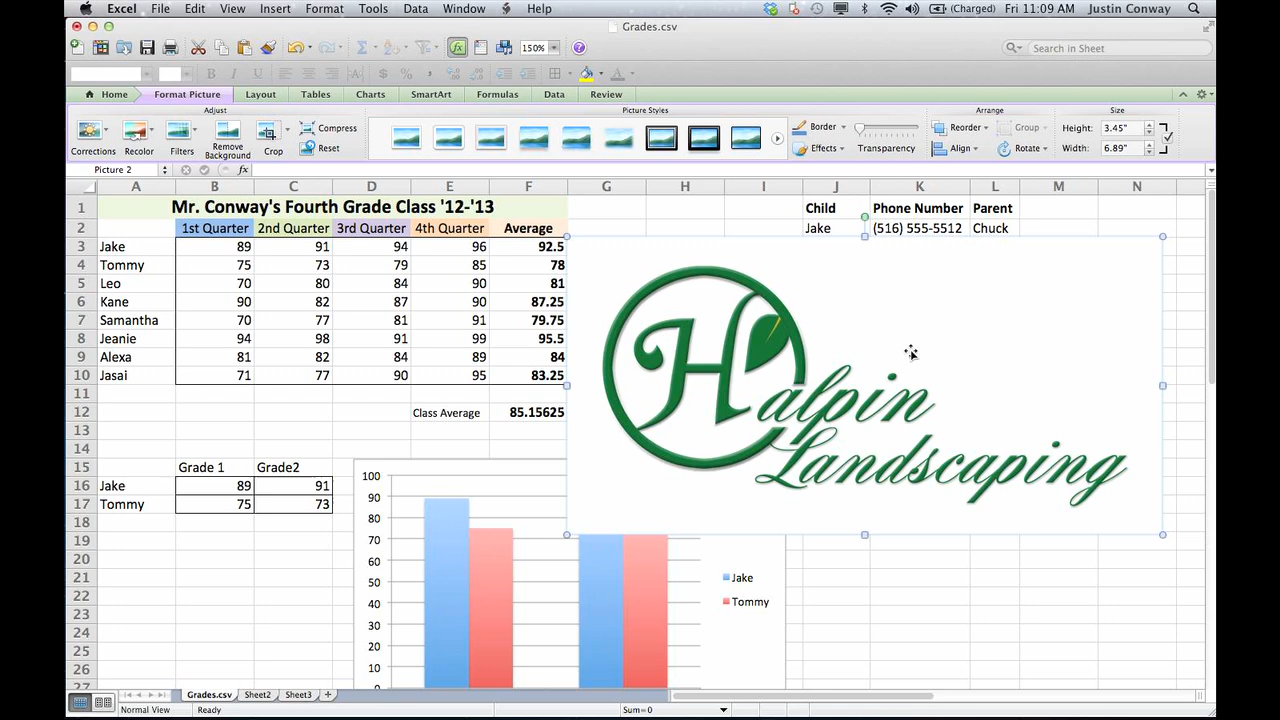 Excel File Edit View Insert Format Tools Data Window Help (Charged) Fri 11:09 AM Justin Conway
Grades.csv
150% Search in Sheet
Home Format Picture Layout Tables Charts SmartArt Formulas Data Review
Adjust Picture Styles Arrange Size
Corrections Recolor Filters Remove Background Crop Compress Reset Border Effects Transparency Reorder Group Align Rotate Height: 3.45" Width: 6.89"
Picture 2 fx
A B C D E F G H I J K L M N
1 Mr. Conway's Fourth Grade Class '12-'13 Child Phone Number Parent
2 1st Quarter 2nd Quarter 3rd Quarter 4th Quarter Average Jake (516) 555-5512 Chuck
3 Jake 89 91 94 96 92.5
4 Tommy 75 73 79 85 78
5 Leo 70 80 84 90 81
6 Kane 90 82 87 90 87.25
7 Samantha 70 77 81 91 79.75
8 Jeanie 94 98 91 99 95.5
9 Alexa 81 82 84 89 84
10 Jasai 71 77 90 95 83.25
11
12 Class Average 85.15625
13
14
15 Grade 1 Grade2
16 Jake 89 91
17 Tommy 75 73
18
19
20
21
22
23
24
25
26
27
Halpin
Landscaping
100
90
80
70
60
50
40
30
20
10
0
Jake
Tommy
Grades.csv Sheet2 Sheet3 +
Normal View Ready Sum=0